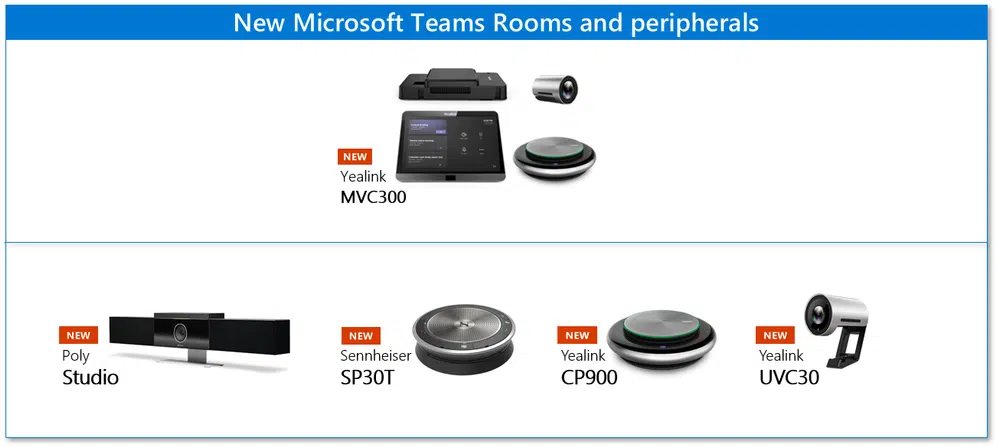 New Microsoft Teams Rooms and peripherals
NEW
Yealink
MVC300
NEW
Poly
Studio
NEW
Sennheiser
SP30T
NEW
Yealink
CP900
NEW
Yealink
UVC30